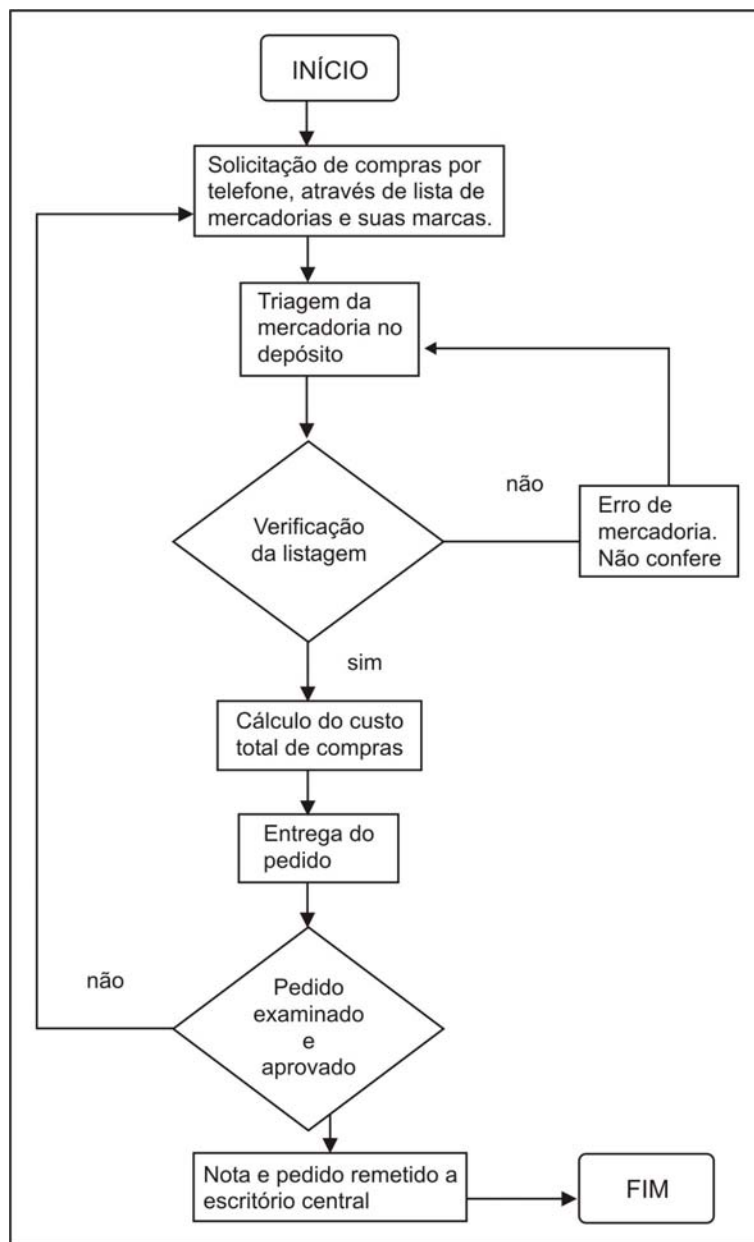 INÍCIO
Solicitação de compras por
telefone, através de lista de
mercadorias e suas marcas.
Triagem da
mercadoria no
depósito
não
Erro de
mercadoria.
Não confere
Verificação
da listagem
sim
Cálculo do custo
total de compras
Entrega do
pedido
não
Pedido
examinado
e
aprovado
Nota e pedido remetido a
escritório central
FIM